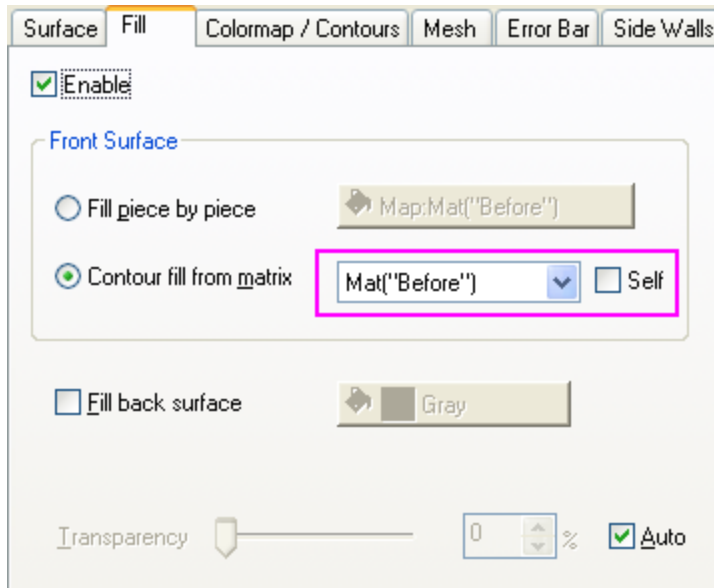 Surface Fill Colormap / Contours Mesh Error Bar Side Walls
Enable
Front Surface
Fill piece by piece Map:Mat("Before")
Contour fill from matrix Mat("Before") Self
Fill back surface Gray
Transparency 0 % Auto